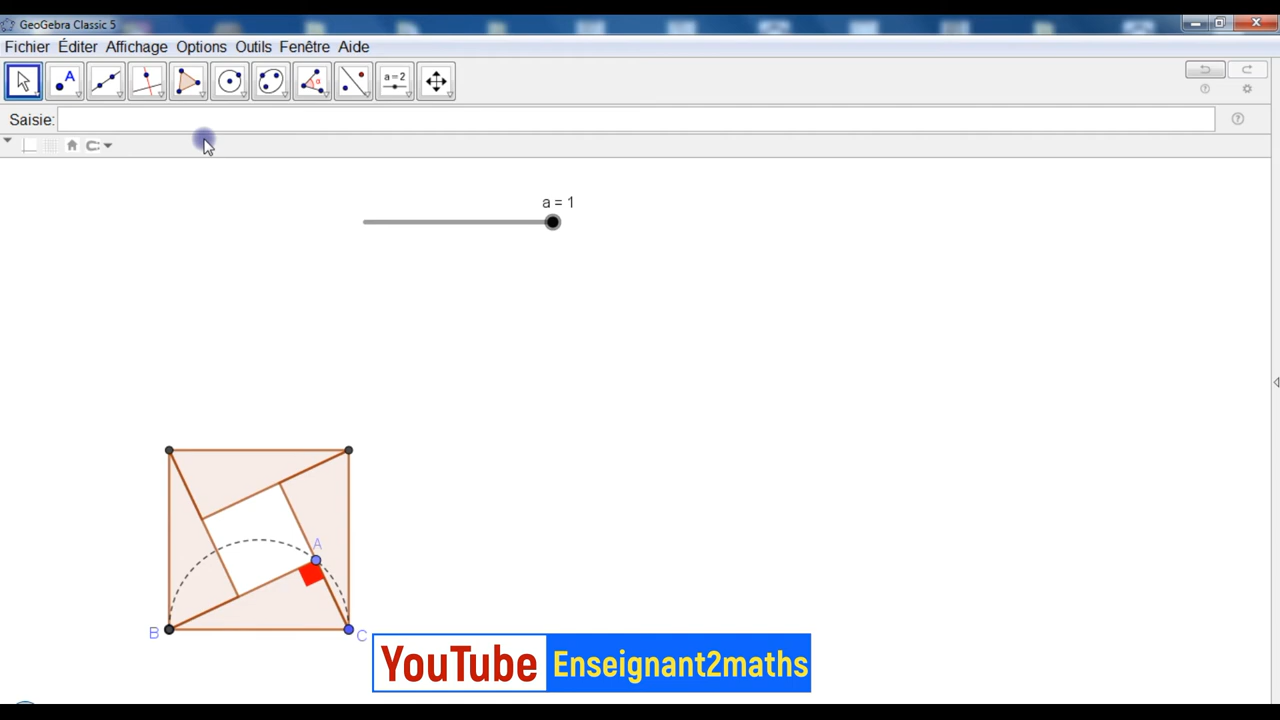 GeoGebra Classic 5
Fichier Éditer Affichage Options Outils Fenêtre Aide
A
α
a=2
Saisie:
a = 1
A
B
C
YouTube Enseignant2maths